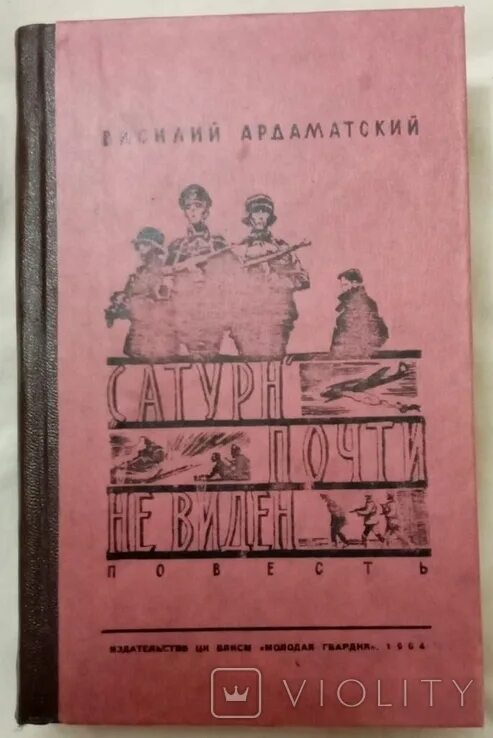 ВАСИЛИЙ АРДАМАТСКИЙ
САТУРН"
ПОЧТИ
НЕ ВИДЕН
ПОВЕСТЬ
ИЗДАТЕЛЬСТВО ЦК ВЛКСМ «МОЛОДАЯ ГВАРДИЯ». 1964
VIOLITY